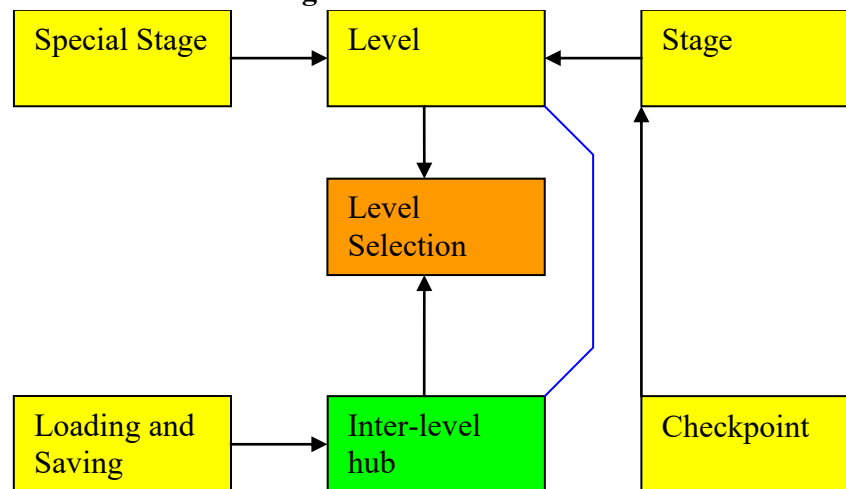 Special Stage
Level
Stage
Level
Selection
Loading and
Saving
Inter-level
hub
Checkpoint